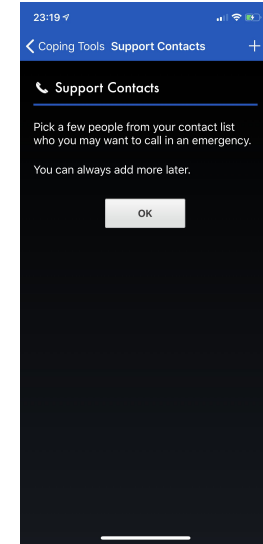 23:19
Coping Tools Support Contacts +
Support Contacts
Pick a few people from your contact list
who you may want to call in an emergency.
You can always add more later.
OK